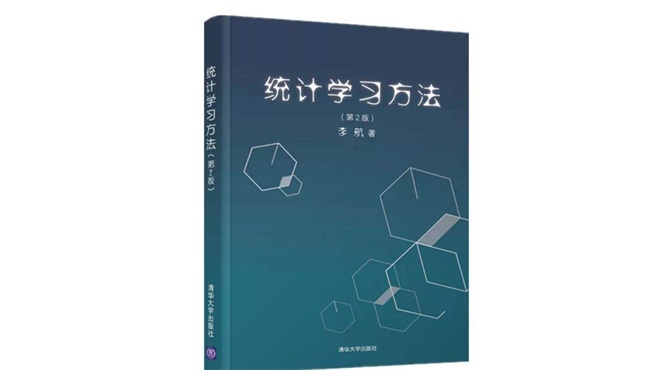 统计学习方法
（第2版）
李航 著
清华大学出版社
统计学习方法（第2版）
清华大学出版社